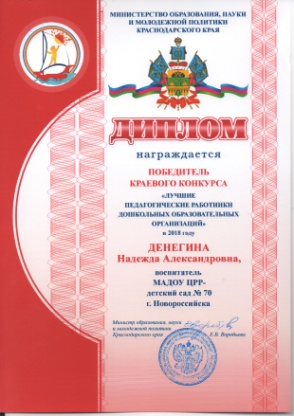 МИНИСТЕРСТВО ОБРАЗОВАНИЯ, НАУКИ
И МОЛОДЕЖНОЙ ПОЛИТИКИ
КРАСНОДАРСКОГО КРАЯ
ДИПЛОМ
награждается
ПОБЕДИТЕЛЬ
КРАЕВОГО КОНКУРСА
«ЛУЧШИЕ
ПЕДАГОГИЧЕСКИЕ РАБОТНИКИ
ДОШКОЛЬНЫХ ОБРАЗОВАТЕЛЬНЫХ
ОРГАНИЗАЦИЙ»
в 2018 году
ДЕНЕГИНА
Надежда Александровна,
воспитатель
МАДОУ ЦРР-
детский сад № 70
г. Новороссийска
Министр образования, науки
и молодежной политики
Краснодарского края
Е.В. Воробьева